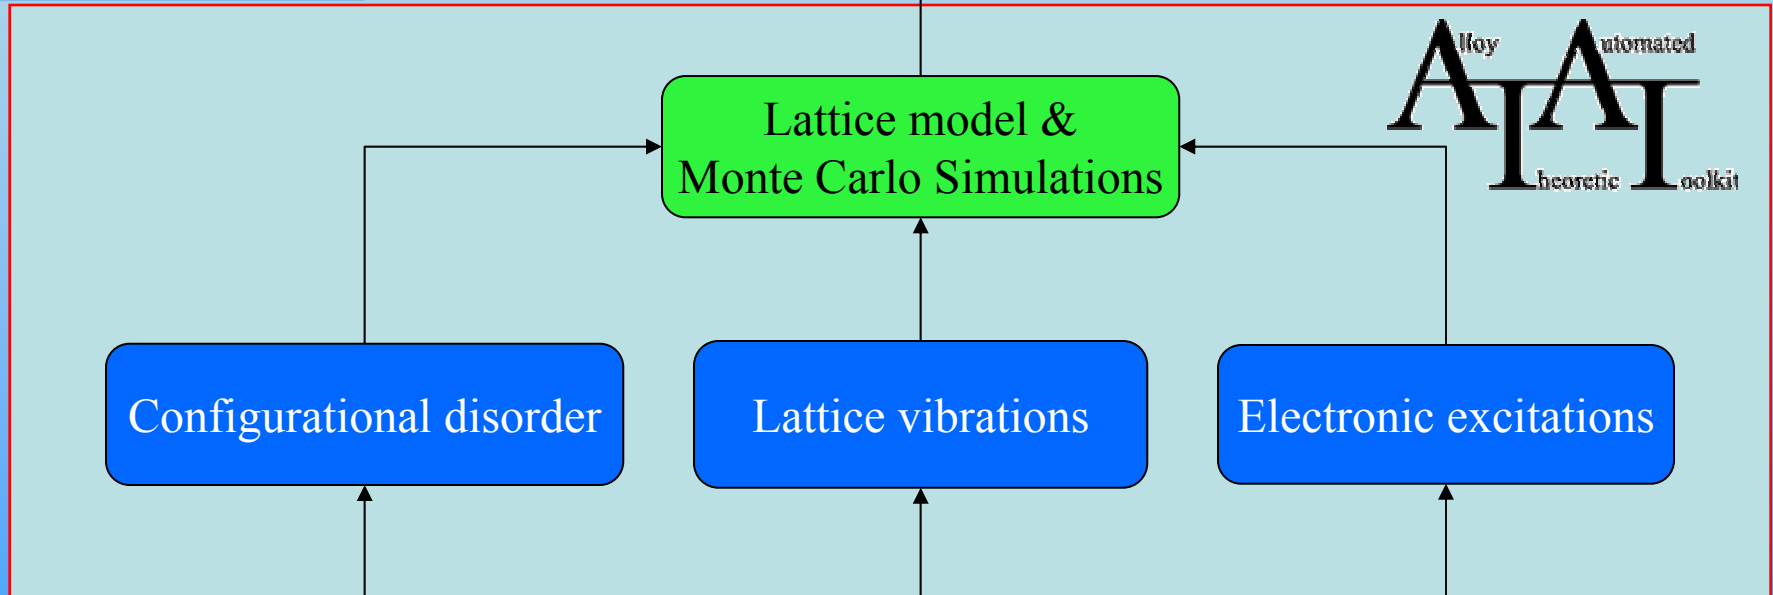 Alloy Automated
Theoretic Toolkit
Lattice model &
Monte Carlo Simulations
Configurational disorder
Lattice vibrations
Electronic excitations